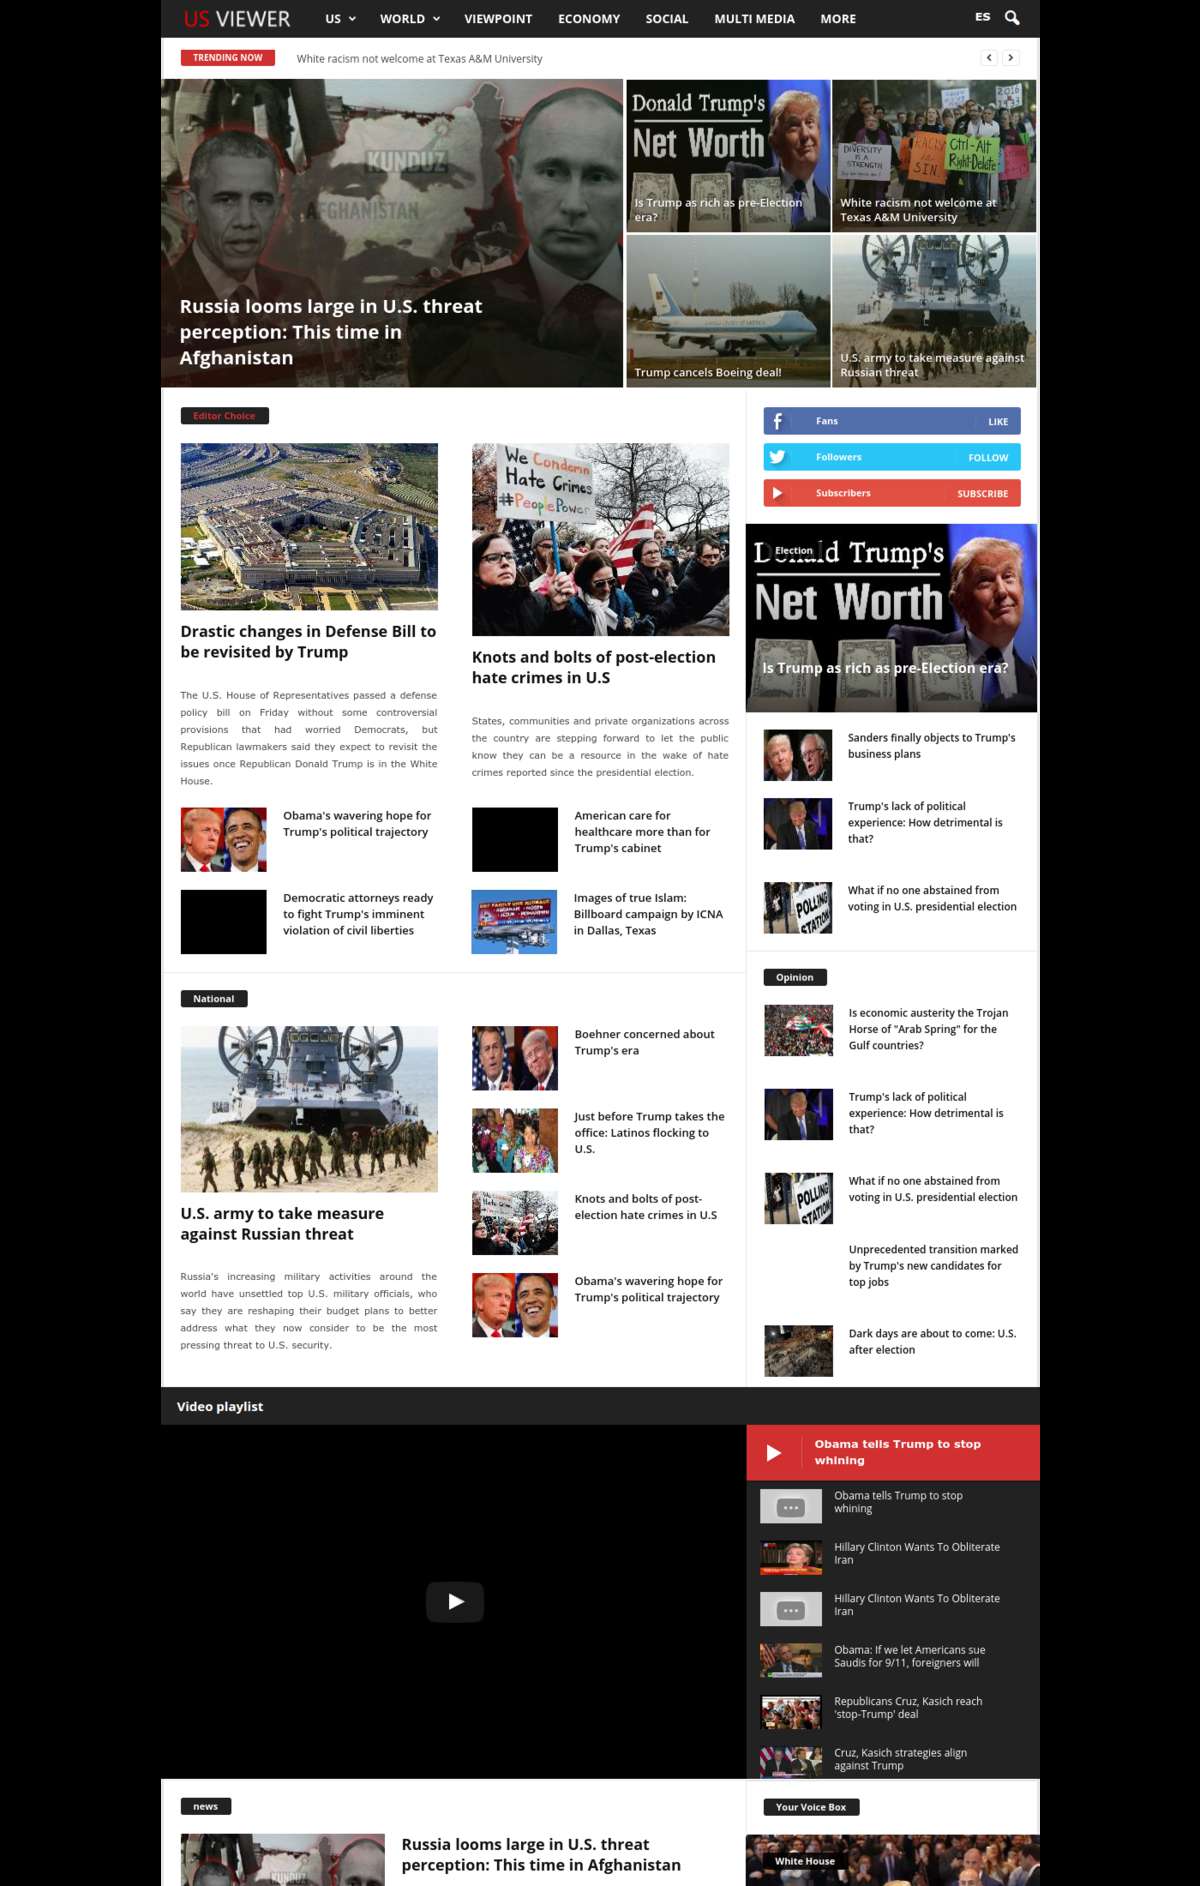 US VIEWER
US
WORLD
VIEWPOINT
ECONOMY
SOCIAL
MULTI MEDIA
MORE
ES
TRENDING NOW
White racism not welcome at Texas A&M University
KUNDUZ
AFGHANISTAN
Russia looms large in U.S. threat
perception: This time in
Afghanistan
Donald Trump's
Net Worth
Is Trump as rich as pre-Election
era?
2016
DIVERSITY
IS A
STRENGTH
RACISM
is
SIN.
Ctrl-Alt
Right-Delete
White racism not welcome at
Texas A&M University
Trump cancels Boeing deal!
U.S. army to take measure against
Russian threat
Editor Choice
Drastic changes in Defense Bill to
be revisited by Trump
The U.S. House of Representatives passed a defense
policy bill on Friday without some controversial
provisions that had worried Democrats, but
Republican lawmakers said they expect to revisit the
issues once Republican Donald Trump is in the White
House.
We Condemn
Hate Crimes
#PeoplePower
Knots and bolts of post-election
hate crimes in U.S
States, communities and private organizations across
the country are stepping forward to let the public
know they can be a resource in the wake of hate
crimes reported since the presidential election.
Obama's wavering hope for
Trump's political trajectory
American care for
healthcare more than for
Trump's cabinet
Democratic attorneys ready
to fight Trump's imminent
violation of civil liberties
Images of true Islam:
Billboard campaign by ICNA
in Dallas, Texas
Fans
LIKE
Followers
FOLLOW
Subscribers
SUBSCRIBE
Election
Donald Trump's
Net Worth
Is Trump as rich as pre-Election era?
Sanders finally objects to Trump's
business plans
Trump's lack of political
experience: How detrimental is
that?
POLLING
STATION
What if no one abstained from
voting in U.S. presidential election
National
U.S. army to take measure
against Russian threat
Russia's increasing military activities around the
world have unsettled top U.S. military officials, who
say they are reshaping their budget plans to better
address what they now consider to be the most
pressing threat to U.S. security.
Boehner concerned about
Trump's era
Just before Trump takes the
office: Latinos flocking to
U.S.
Knots and bolts of post-
election hate crimes in U.S
Obama's wavering hope for
Trump's political trajectory
Opinion
Is economic austerity the Trojan
Horse of "Arab Spring" for the
Gulf countries?
Trump's lack of political
experience: How detrimental is
that?
POLLING
STATION
What if no one abstained from
voting in U.S. presidential election
Unprecedented transition marked
by Trump's new candidates for
top jobs
Dark days are about to come: U.S.
after election
Video playlist
Obama tells Trump to stop
whining
Obama tells Trump to stop
whining
Hillary Clinton Wants To Obliterate
Iran
Hillary Clinton Wants To Obliterate
Iran
Obama: If we let Americans sue
Saudis for 9/11, foreigners will
Republicans Cruz, Kasich reach
'stop-Trump' deal
Cruz, Kasich strategies align
against Trump
news
KUNDUZ
Russia looms large in U.S. threat
perception: This time in Afghanistan
Your Voice Box
White House